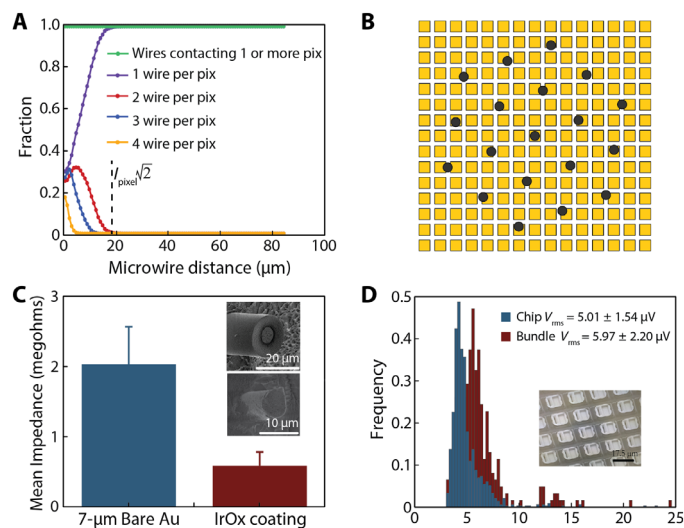 A
Fraction
1.0
0.8
0.6
0.4
0.2
0
0
20
40
60
80
100
Microwire distance (μm)
Wires contacting 1 or more pix
1 wire per pix
2 wire per pix
3 wire per pix
4 wire per pix
l pixel √2
B
C
Mean Impedance (megohms)
3
2
1
0
7-μm Bare Au
IrOx coating
20 μm
10 μm
D
Frequency
0.5
0.4
0.3
0.2
0.1
0
0
5
10
15
20
25
Chip Vrms = 5.01 ± 1.54 μV
Bundle Vrms = 5.97 ± 2.20 μV
17.5 μm